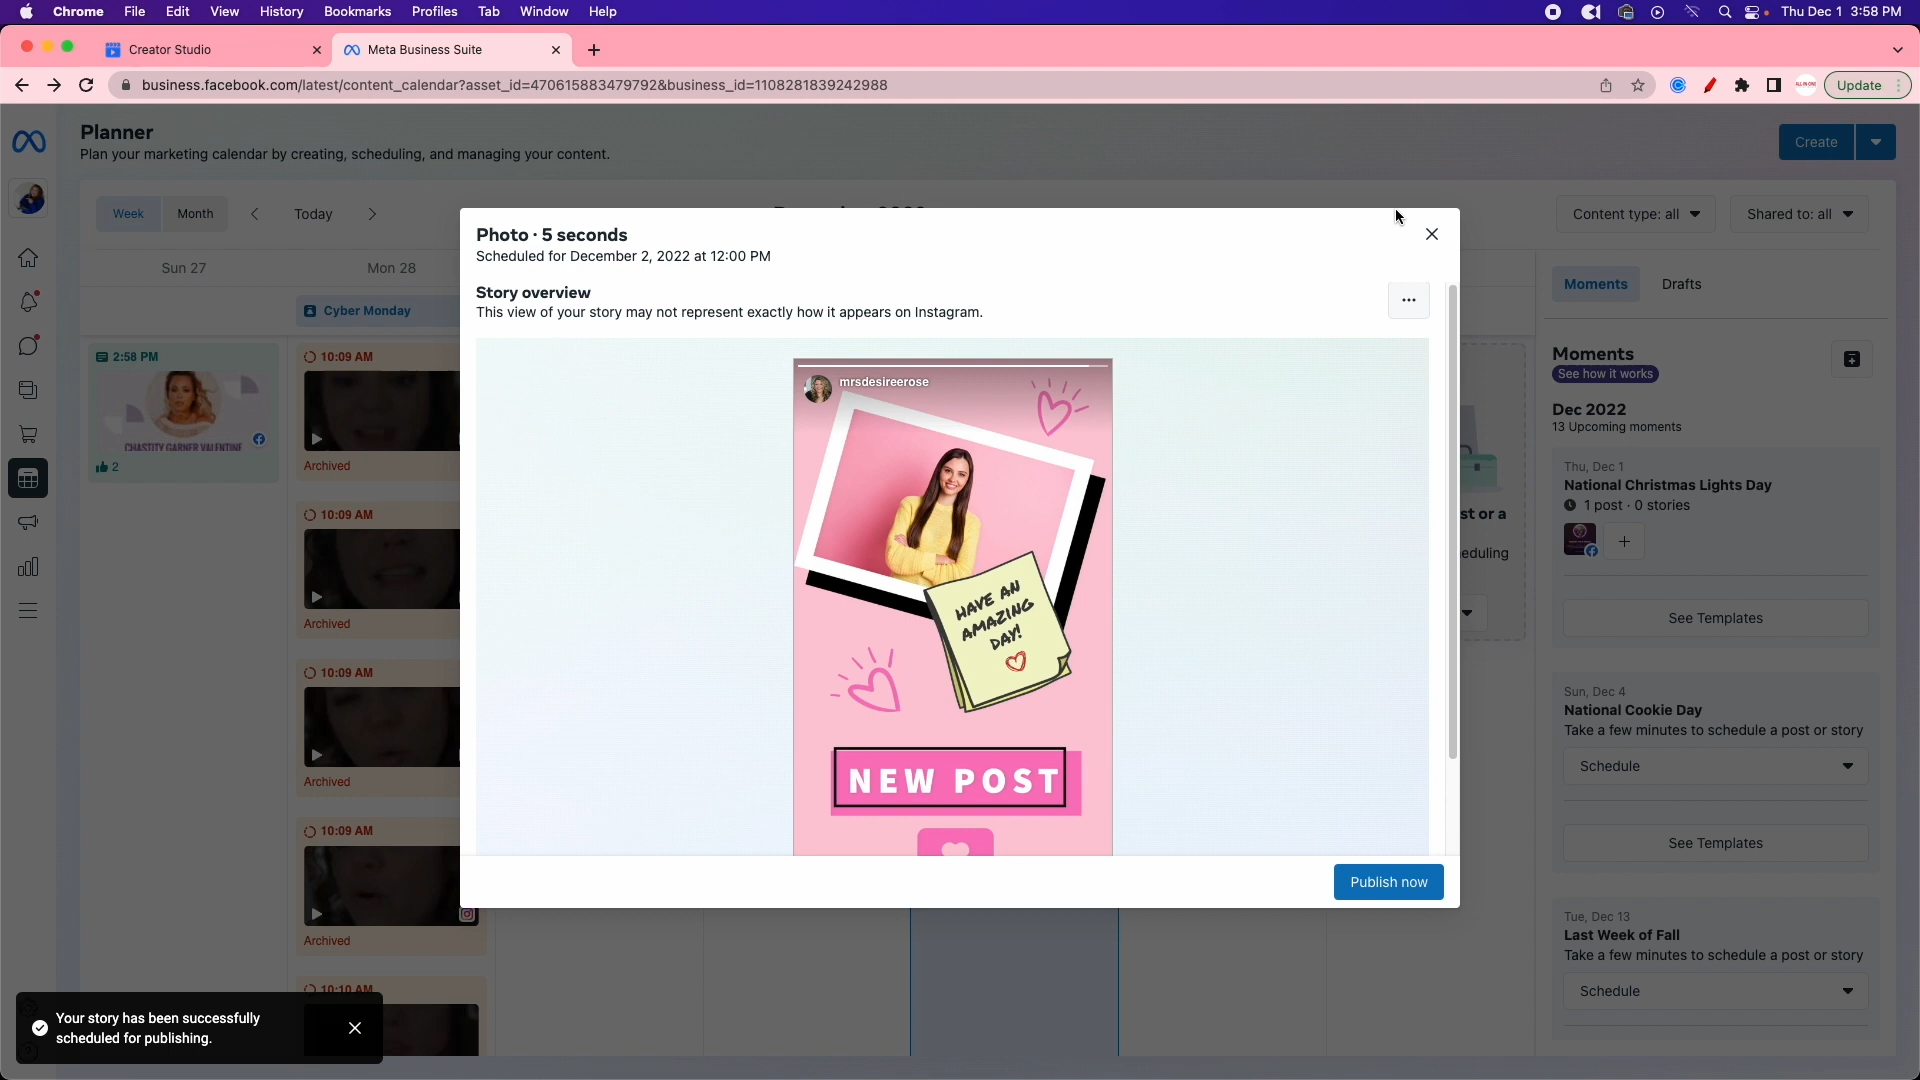 Chrome File Edit View History Bookmarks Profiles Tab Window Help Thu Dec 1 3:58 PM
Creator Studio
Meta Business Suite
business.facebook.com/latest/content_calendar?asset_id=470615883479792&business_id=1108281839242988
Update
Planner
Plan your marketing calendar by creating, scheduling, and managing your content.
Create
Week Month Today
Content type: all Shared to: all
Sun 27 Mon 28
Cyber Monday
2:58 PM
CHASTITY GARNER VALENTINE
2
10:09 AM
Archived
10:09 AM
Archived
10:09 AM
Archived
10:09 AM
Archived
10:10 AM
Photo · 5 seconds
Scheduled for December 2, 2022 at 12:00 PM
Story overview
This view of your story may not represent exactly how it appears on Instagram.
mrsdesireerose
HAVE AN
AMAZING
DAY!
NEW POST
Publish now
st or a
eduling
Moments Drafts
Moments
See how it works
Dec 2022
13 Upcoming moments
Thu, Dec 1
National Christmas Lights Day
1 post · 0 stories
See Templates
Sun, Dec 4
National Cookie Day
Take a few minutes to schedule a post or story
Schedule
See Templates
Tue, Dec 13
Last Week of Fall
Take a few minutes to schedule a post or story
Schedule
Your story has been successfully
scheduled for publishing.